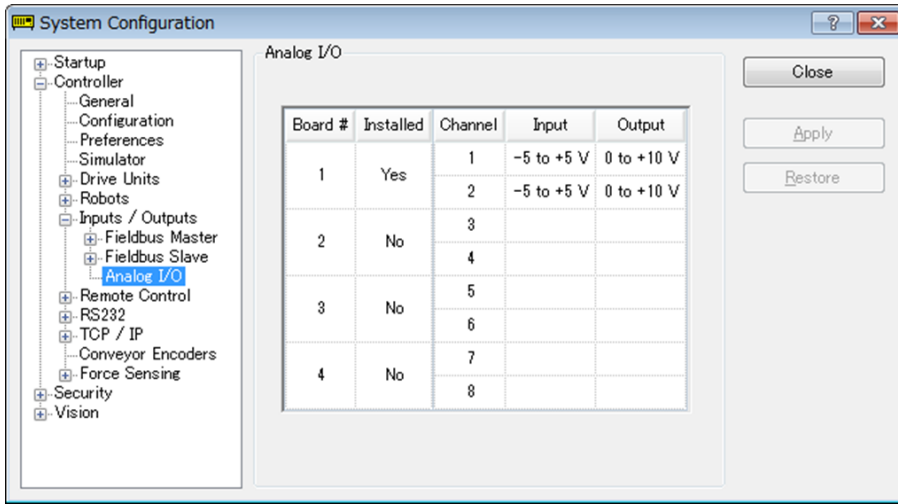 System Configuration
Startup
Controller
General
Configuration
Preferences
Simulator
Drive Units
Robots
Inputs / Outputs
Fieldbus Master
Fieldbus Slave
Analog I/O
Remote Control
RS232
TCP / IP
Conveyor Encoders
Force Sensing
Security
Vision
Analog I/O
Board # Installed Channel Input Output
1 Yes 1 -5 to +5 V 0 to +10 V
2 -5 to +5 V 0 to +10 V
2 No 3
4
3 No 5
6
4 No 7
8
Close
Apply
Restore